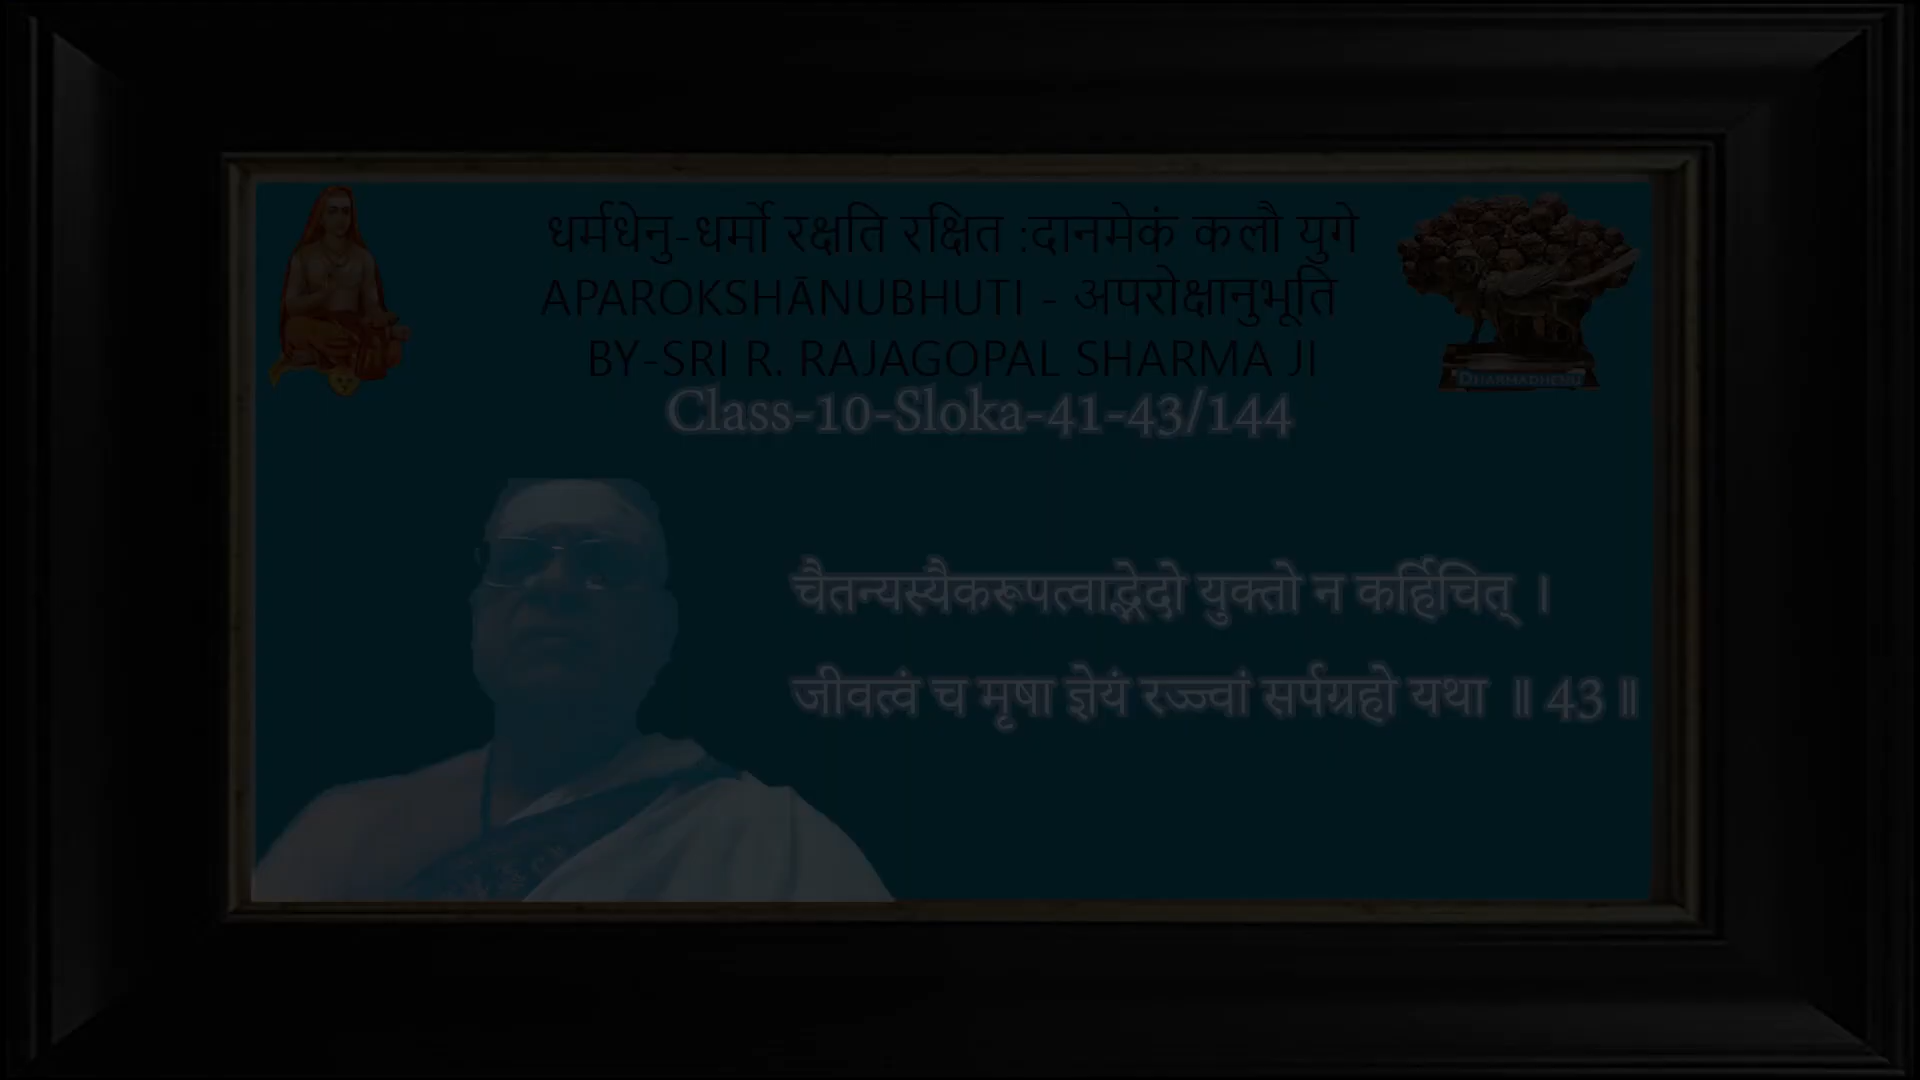 धर्मधेनु-धर्मो रक्षति रक्षित :दानमेकं कलौ युगे
APAROKSHĀNUBHUTI - अपरोक्षानुभूति
BY-SRI R. RAJAGOPAL SHARMA JI
DHARMADHENU
Class-10-Sloka-41-43/144
चैतन्यस्यैकरूपत्वाद्भेदो युक्तो न कर्हिचित् ।
जीवत्वं च मृषा ज्ञेयं रज्ज्वां सर्पग्रहो यथा ॥ 43॥